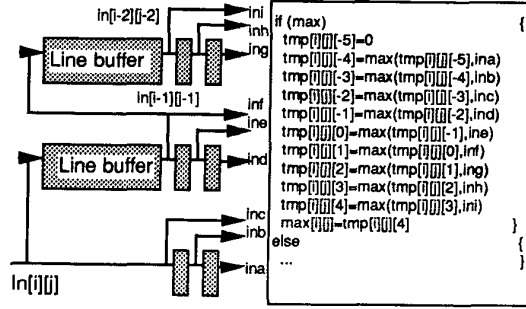 in[i-2][j-2]
ini
inh
ing
Line buffer
in[i-1][j-1]
inf
ine
ind
Line buffer
inc
inb
ina
In[i][j]
if (max) {
tmp[i][j][-5]=0
tmp[i][j][-4]=max(tmp[i][j][-5],ina)
tmp[i][j][-3]=max(tmp[i][j][-4],inb)
tmp[i][j][-2]=max(tmp[i][j][-3],inc)
tmp[i][j][-1]=max(tmp[i][j][-2],ind)
tmp[i][j][0]=max(tmp[i][j][-1],ine)
tmp[i][j][1]=max(tmp[i][j][0],inf)
tmp[i][j][2]=max(tmp[i][j][1],ing)
tmp[i][j][3]=max(tmp[i][j][2],inh)
tmp[i][j][4]=max(tmp[i][j][3],ini)
max[i][j]=tmp[i][j][4] }
else {
... }